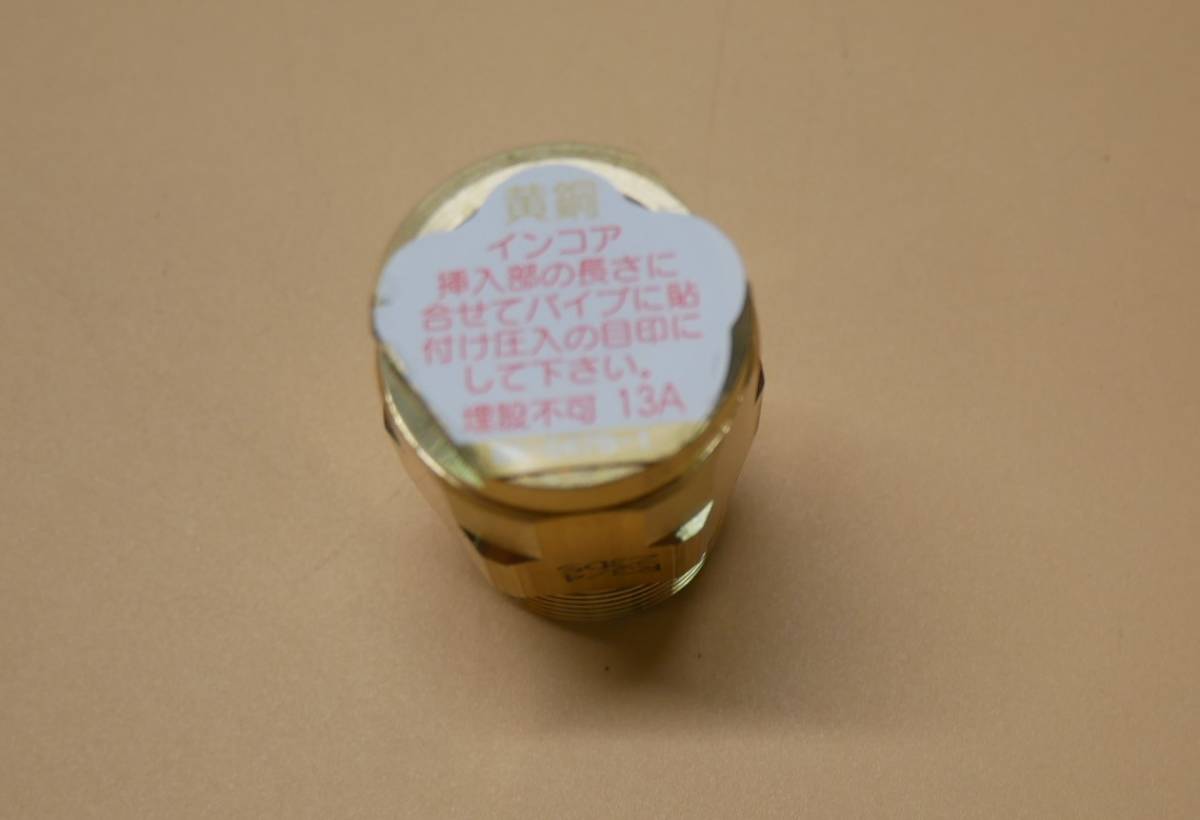 黄銅
インコア
挿入部の長さに
合せてパイプに貼
付け圧入の目印に
して下さい。
埋設不可 13A